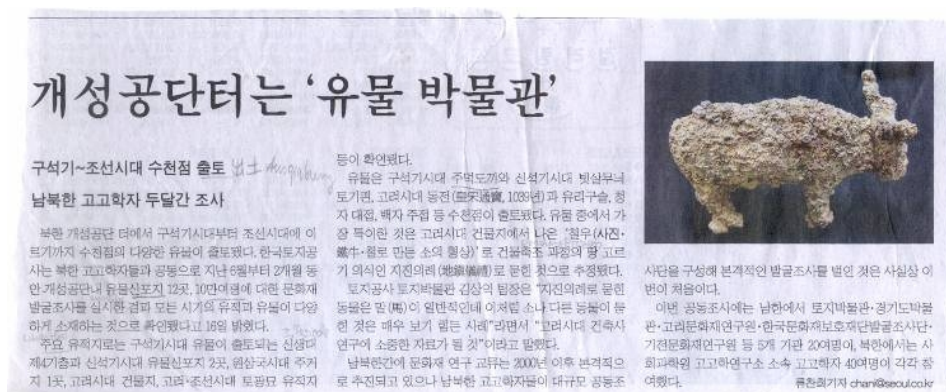 개성공단터는 ‘유물 박물관’
구석기~조선시대 수천점 출토
남북한 고고학자 두달간 조사
북한 개성공단 터에서 구석기시대부터 조선시대에 이
르기까지 수천점의 다양한 유물이 출토됐다. 한국토지공
사는 북한 고고학자들과 공동으로 지난 6월부터 2개월 동
안 개성공단내 유물산포지 12곳, 10만여평에 대한 문화재
발굴조사를 실시한 결과 모든 시기의 유적과 유물이 다양
하게 소재하는 것으로 확인됐다고 16일 밝혔다.
주요 유적지로는 구석기시대 유물이 출토되는 신생대
제4기층과 신석기시대 유물산포지 2곳, 원삼국시대 주거
지 1곳, 고려시대 건물지, 고려·조선시대 토광묘 유적지
등이 확인됐다.
유물은 구석기시대 주먹도끼와 신석기시대 빗살무늬
토기편, 고려시대 동전(皇宋通寶, 1039년)과 유리구슬, 청
자 대접, 백자 주접 등 수천점이 출토됐다. 유물 중에서 가
장 특이한 것은 고려시대 건물지에서 나온 ‘철우(사진·
鐵牛·철로 만든 소의 형상)’로 건물축조 과정의 땅 고르
기 의식인 지진의례(地鎭儀禮)로 묻힌 것으로 추정됐다.
토지공사 토지박물관 김상익 팀장은 “지진의례로 묻힌
동물은 말(馬)이 일반적인데 이처럼 소나 다른 동물이 묻
힌 것은 매우 보기 힘든 사례”라면서 “고려시대 건축사
연구에 소중한 자료가 될 것”이라고 말했다.
남북한간에 문화재 연구 교류는 2000년 이후 본격적으
로 추진되고 있으나 남북한 고고학자들이 대규모 공동조
사단을 구성해 본격적인 발굴조사를 벌인 것은 사실상 이
번이 처음이다.
이번 공동조사에는 남한에서 토지박물관·경기도박물
관·고려문화재연구원·한국문화재보호재단발굴조사단·
기전문화재연구원 등 5개 기관 20여명이, 북한에서는 사
회과학원 고고학연구소 소속 고고학자 40여명이 각각 참
여했다.
류찬희기자 chani@seoul.co.kr
出土